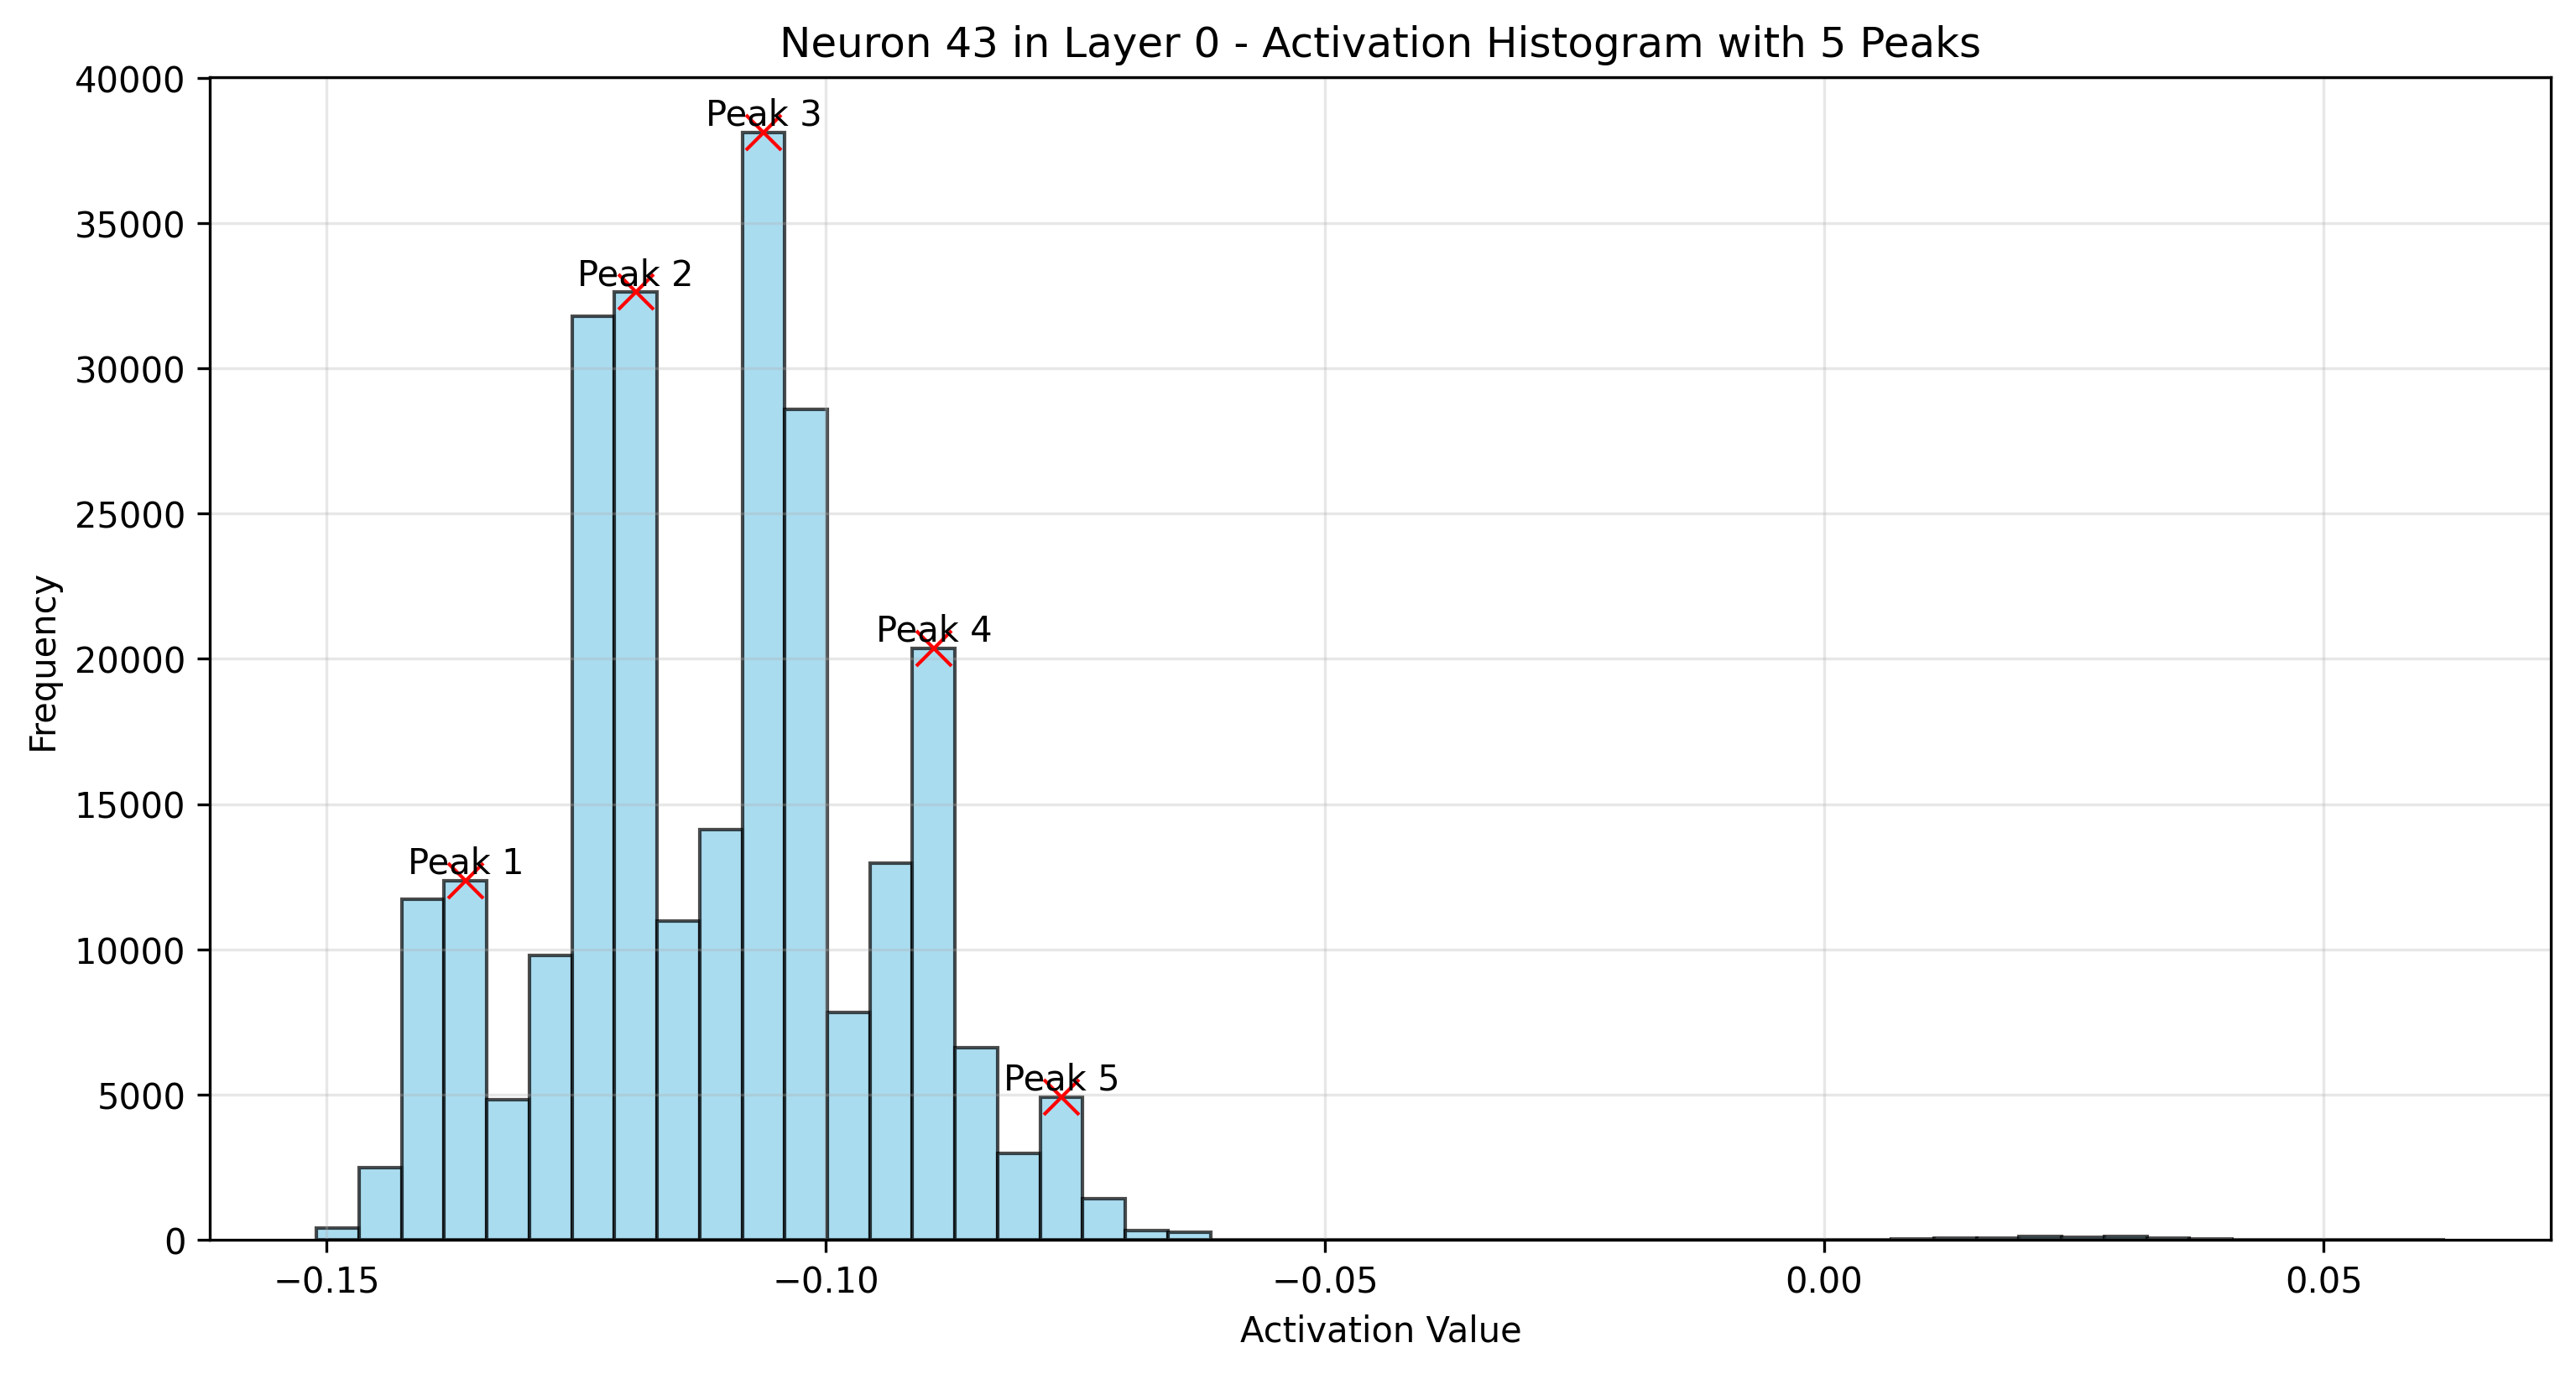 Neuron 43 in Layer 0 - Activation Histogram with 5 Peaks
40000
35000
30000
25000
20000
15000
10000
5000
0
Frequency
Peak 3
Peak 2
Peak 4
Peak 1
Peak 5
−0.15
−0.10
−0.05
0.00
0.05
Activation Value